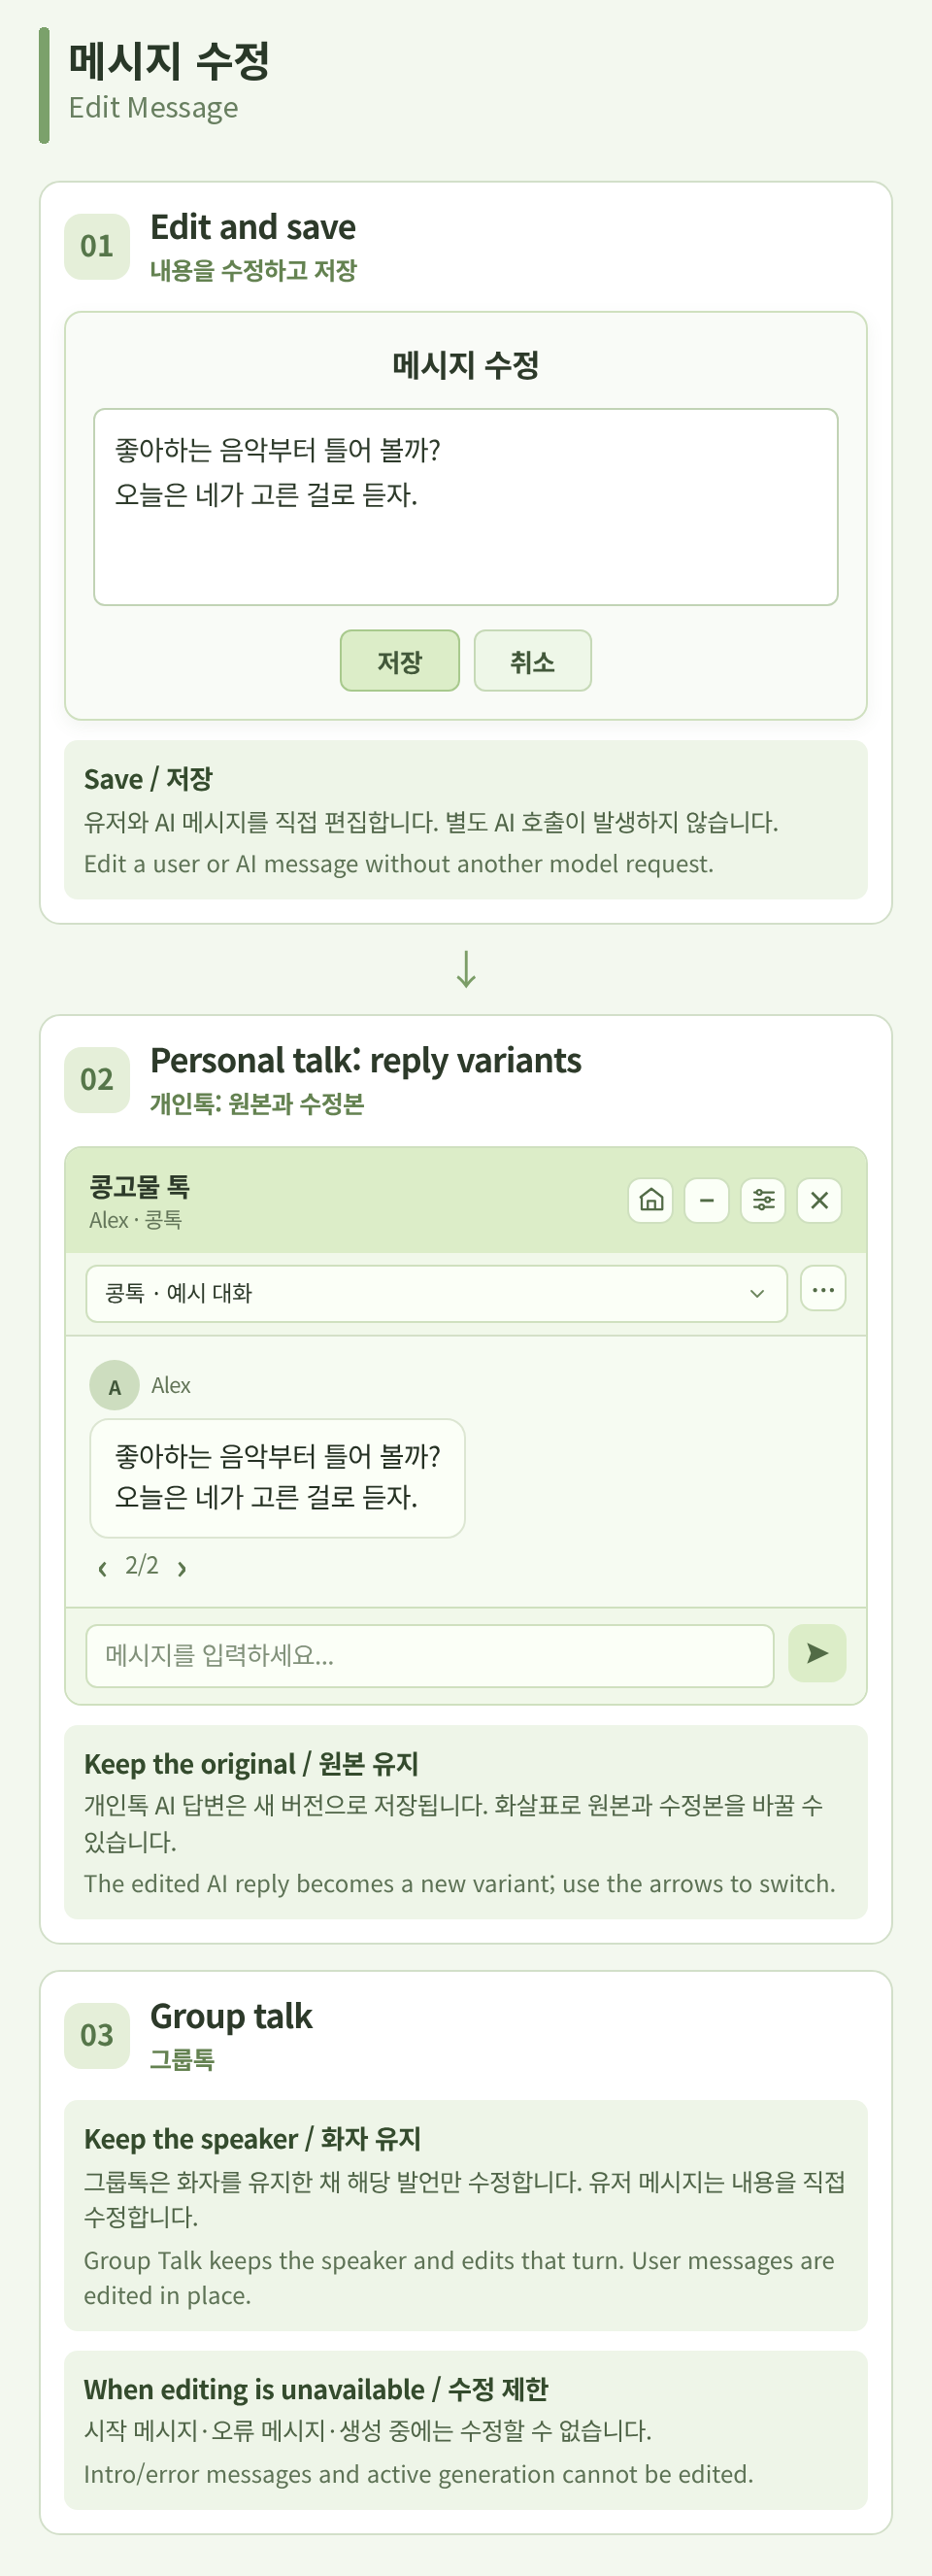 메시지 수정
Edit Message
01
Edit and save
내용을 수정하고 저장
메시지 수정
좋아하는 음악부터 틀어 볼까?
오늘은 네가 고른 걸로 듣자.
저장
취소
Save / 저장
유저와 AI 메시지를 직접 편집합니다. 별도 AI 호출이 발생하지 않습니다.
Edit a user or AI message without another model request.
↓
02
Personal talk: reply variants
개인톡: 원본과 수정본
콩고물 톡
Alex · 콩톡
콩톡 · 예시 대화
A
Alex
좋아하는 음악부터 틀어 볼까?
오늘은 네가 고른 걸로 듣자.
‹ 2/2 ›
메시지를 입력하세요...
Keep the original / 원본 유지
개인톡 AI 답변은 새 버전으로 저장됩니다. 화살표로 원본과 수정본을 바꿀 수
있습니다.
The edited AI reply becomes a new variant; use the arrows to switch.
03
Group talk
그룹톡
Keep the speaker / 화자 유지
그룹톡은 화자를 유지한 채 해당 발언만 수정합니다. 유저 메시지는 내용을 직접
수정합니다.
Group Talk keeps the speaker and edits that turn. User messages are
edited in place.
When editing is unavailable / 수정 제한
시작 메시지·오류 메시지·생성 중에는 수정할 수 없습니다.
Intro/error messages and active generation cannot be edited.